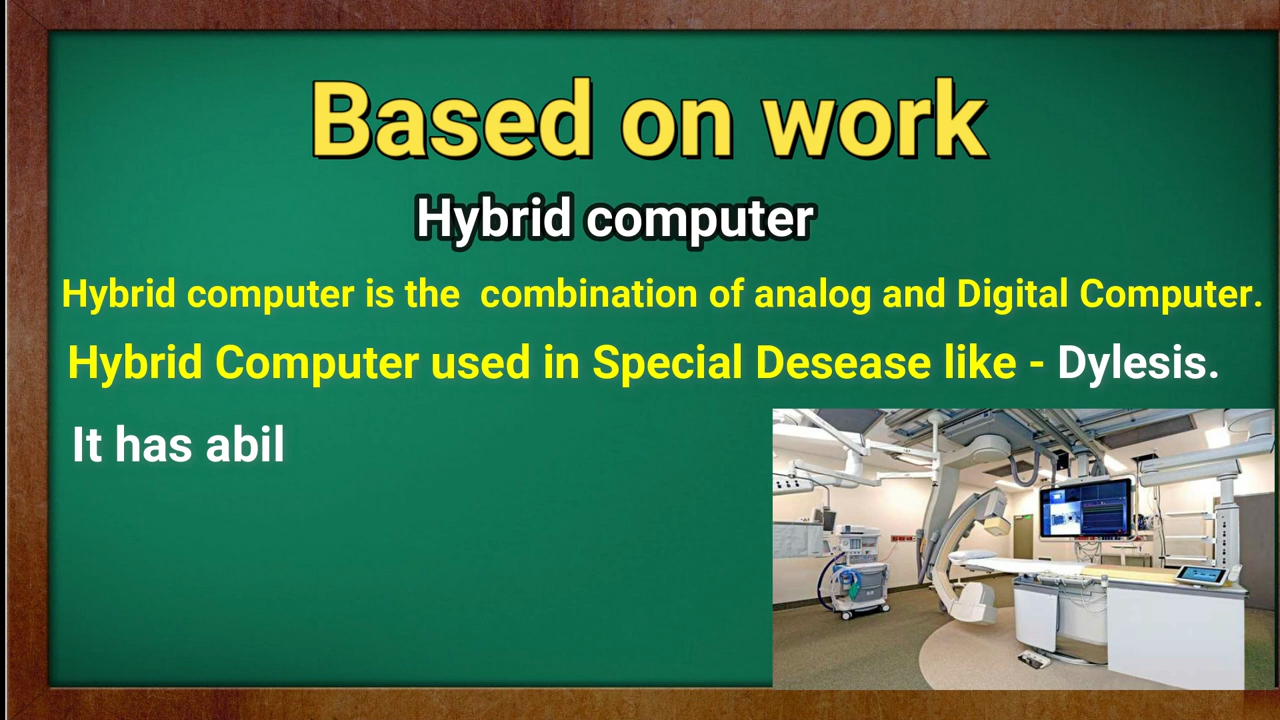 Based on work
Hybrid computer
Hybrid computer is the  combination of analog and Digital Computer.
Hybrid Computer used in Special Desease like - Dylesis.
It has abil